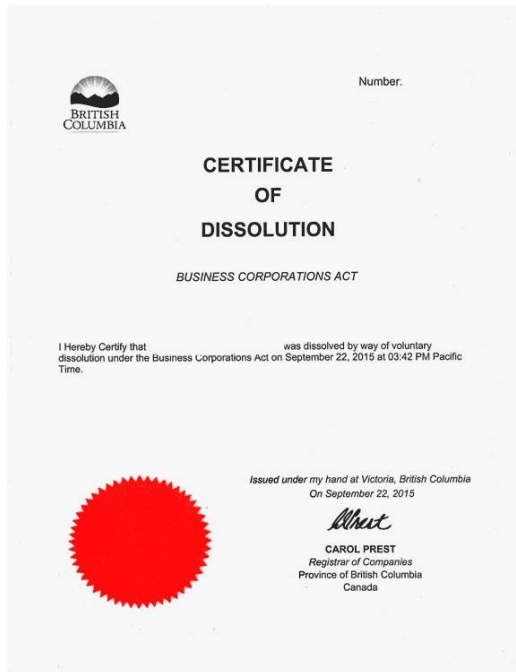 Number:
BRITISH
COLUMBIA
CERTIFICATE
OF
DISSOLUTION
BUSINESS CORPORATIONS ACT
I Hereby Certify that was dissolved by way of voluntary
dissolution under the Business Corporations Act on September 22, 2015 at 03:42 PM Pacific
Time.
Issued under my hand at Victoria, British Columbia
On September 22, 2015
CAROL PREST
Registrar of Companies
Province of British Columbia
Canada